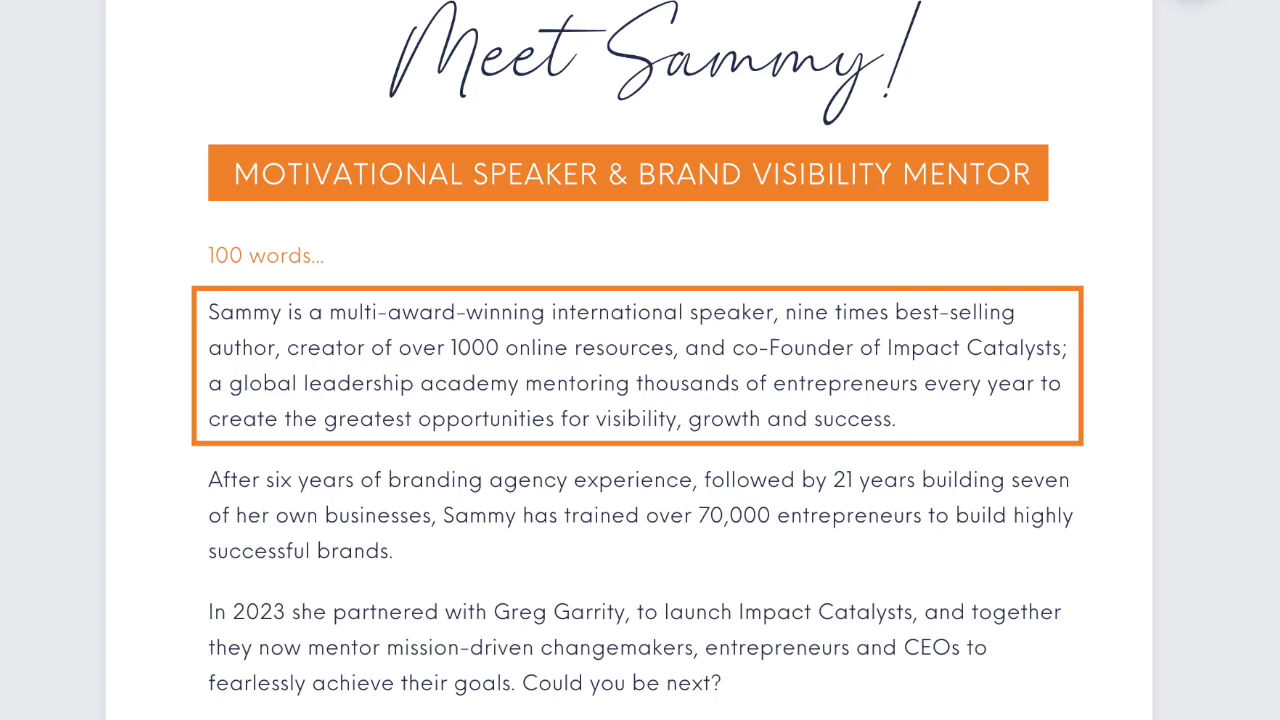 Meet Sammy!
MOTIVATIONAL SPEAKER & BRAND VISIBILITY MENTOR
100 words...
Sammy is a multi-award-winning international speaker, nine times best-selling
author, creator of over 1000 online resources, and co-Founder of Impact Catalysts;
a global leadership academy mentoring thousands of entrepreneurs every year to
create the greatest opportunities for visibility, growth and success.
After six years of branding agency experience, followed by 21 years building seven
of her own businesses, Sammy has trained over 70,000 entrepreneurs to build highly
successful brands.
In 2023 she partnered with Greg Garrity, to launch Impact Catalysts, and together
they now mentor mission-driven changemakers, entrepreneurs and CEOs to
fearlessly achieve their goals. Could you be next?